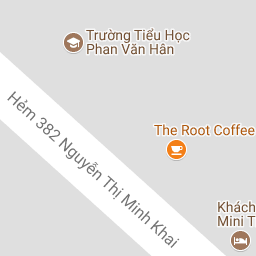 Trường Tiểu Học
Phan Văn Hân
Hẻm 382 Nguyễn Thị Minh Khai
The Root Coffee
Khách
Mini T